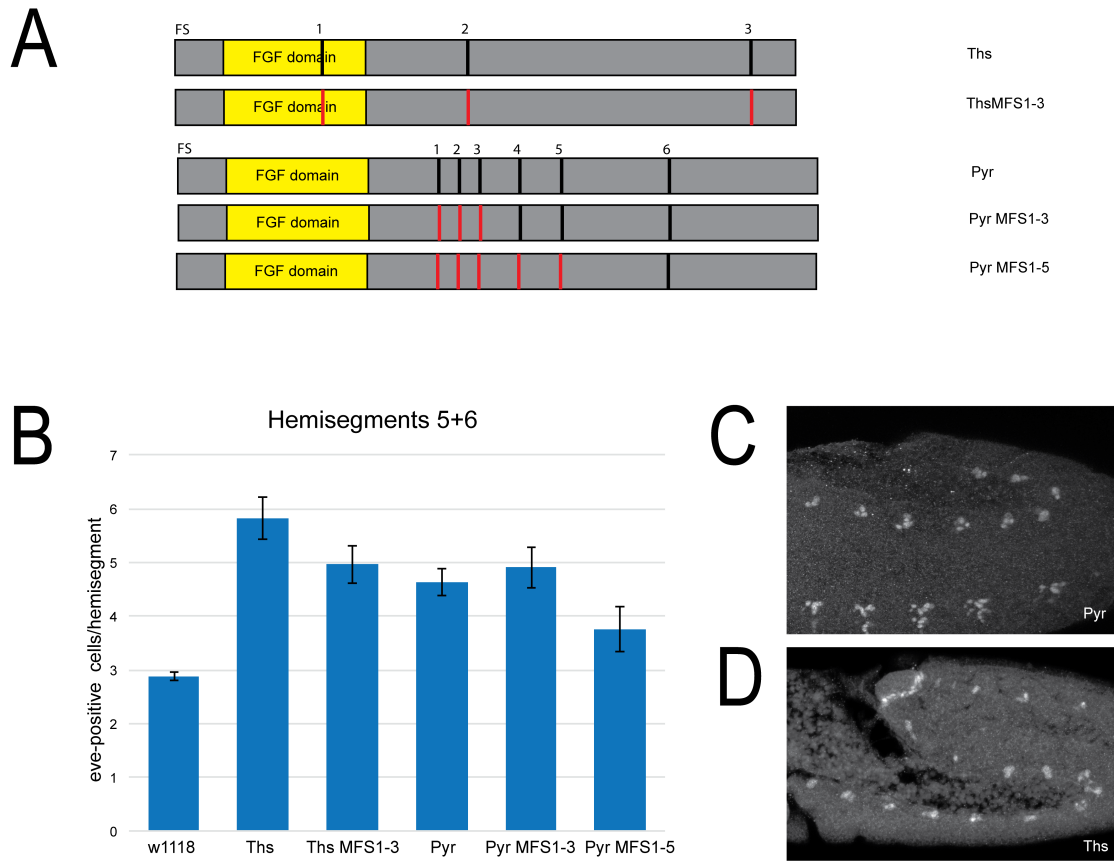 A
FS 1 2 3
FGF domain Ths
FGF domain ThsMFS1-3
FS 1 2 3 4 5 6
FGF domain Pyr
FGF domain Pyr MFS1-3
FGF domain Pyr MFS1-5
B
Hemisegments 5+6
eve-positive cells/hemisegment
7
6
5
4
3
2
1
0
w1118 Ths Ths MFS1-3 Pyr Pyr MFS1-3 Pyr MFS1-5
C
Pyr
D
Ths